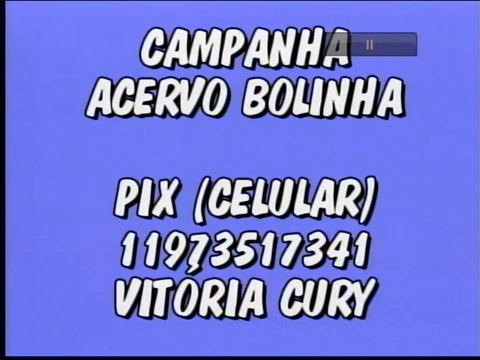 CAMPANHA
ACERVO BOLINHA
PIX (CELULAR)
11973517341
VITÓRIA CURY